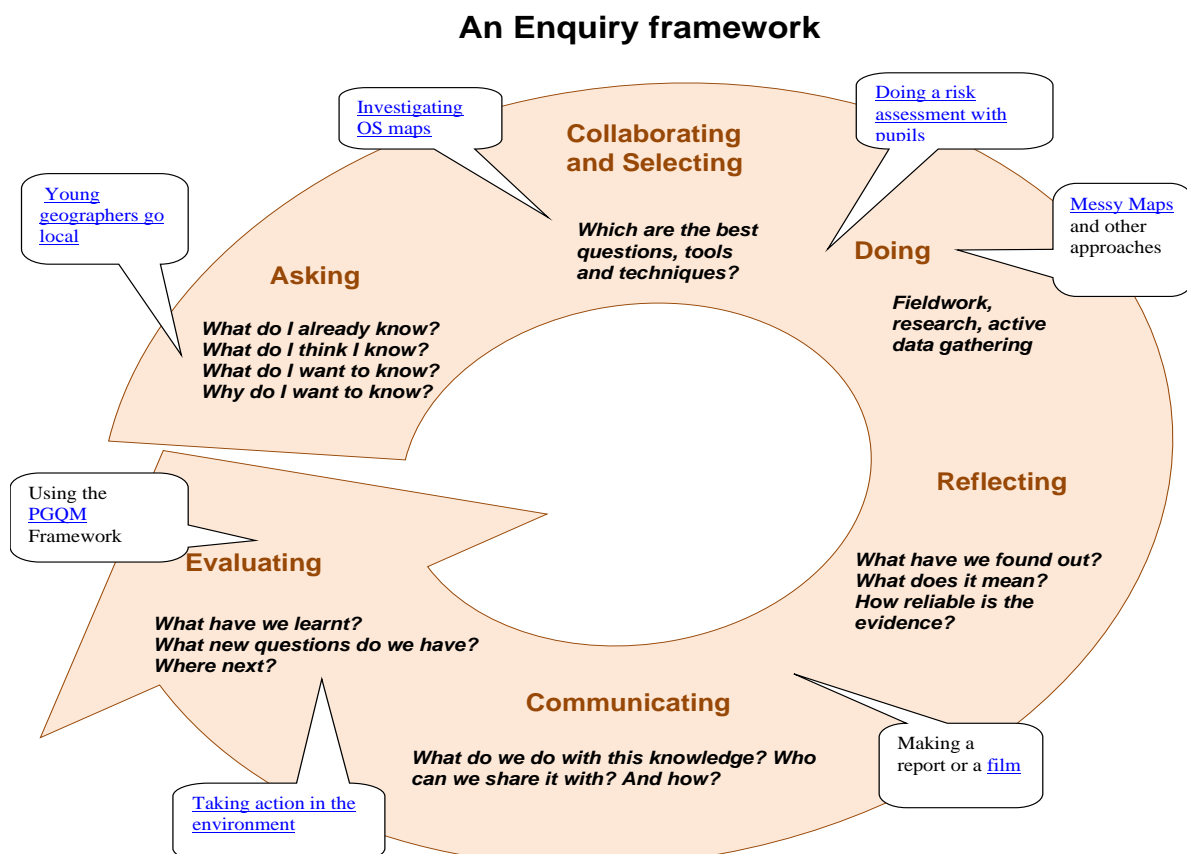 An Enquiry framework
Investigating
OS maps
Doing a risk
assessment with
pupils
Collaborating
and Selecting
Young
geographers go
local
Messy Maps
and other
approaches
Which are the best
questions, tools
and techniques?
Doing
Asking
Fieldwork,
research, active
data gathering
What do I already know?
What do I think I know?
What do I want to know?
Why do I want to know?
Reflecting
Using the
PGQM
Framework
Evaluating
What have we found out?
What does it mean?
How reliable is the
evidence?
What have we learnt?
What new questions do we have?
Where next?
Communicating
Making a
report or a film
What do we do with this knowledge? Who
can we share it with? And how?
Taking action in the
environment